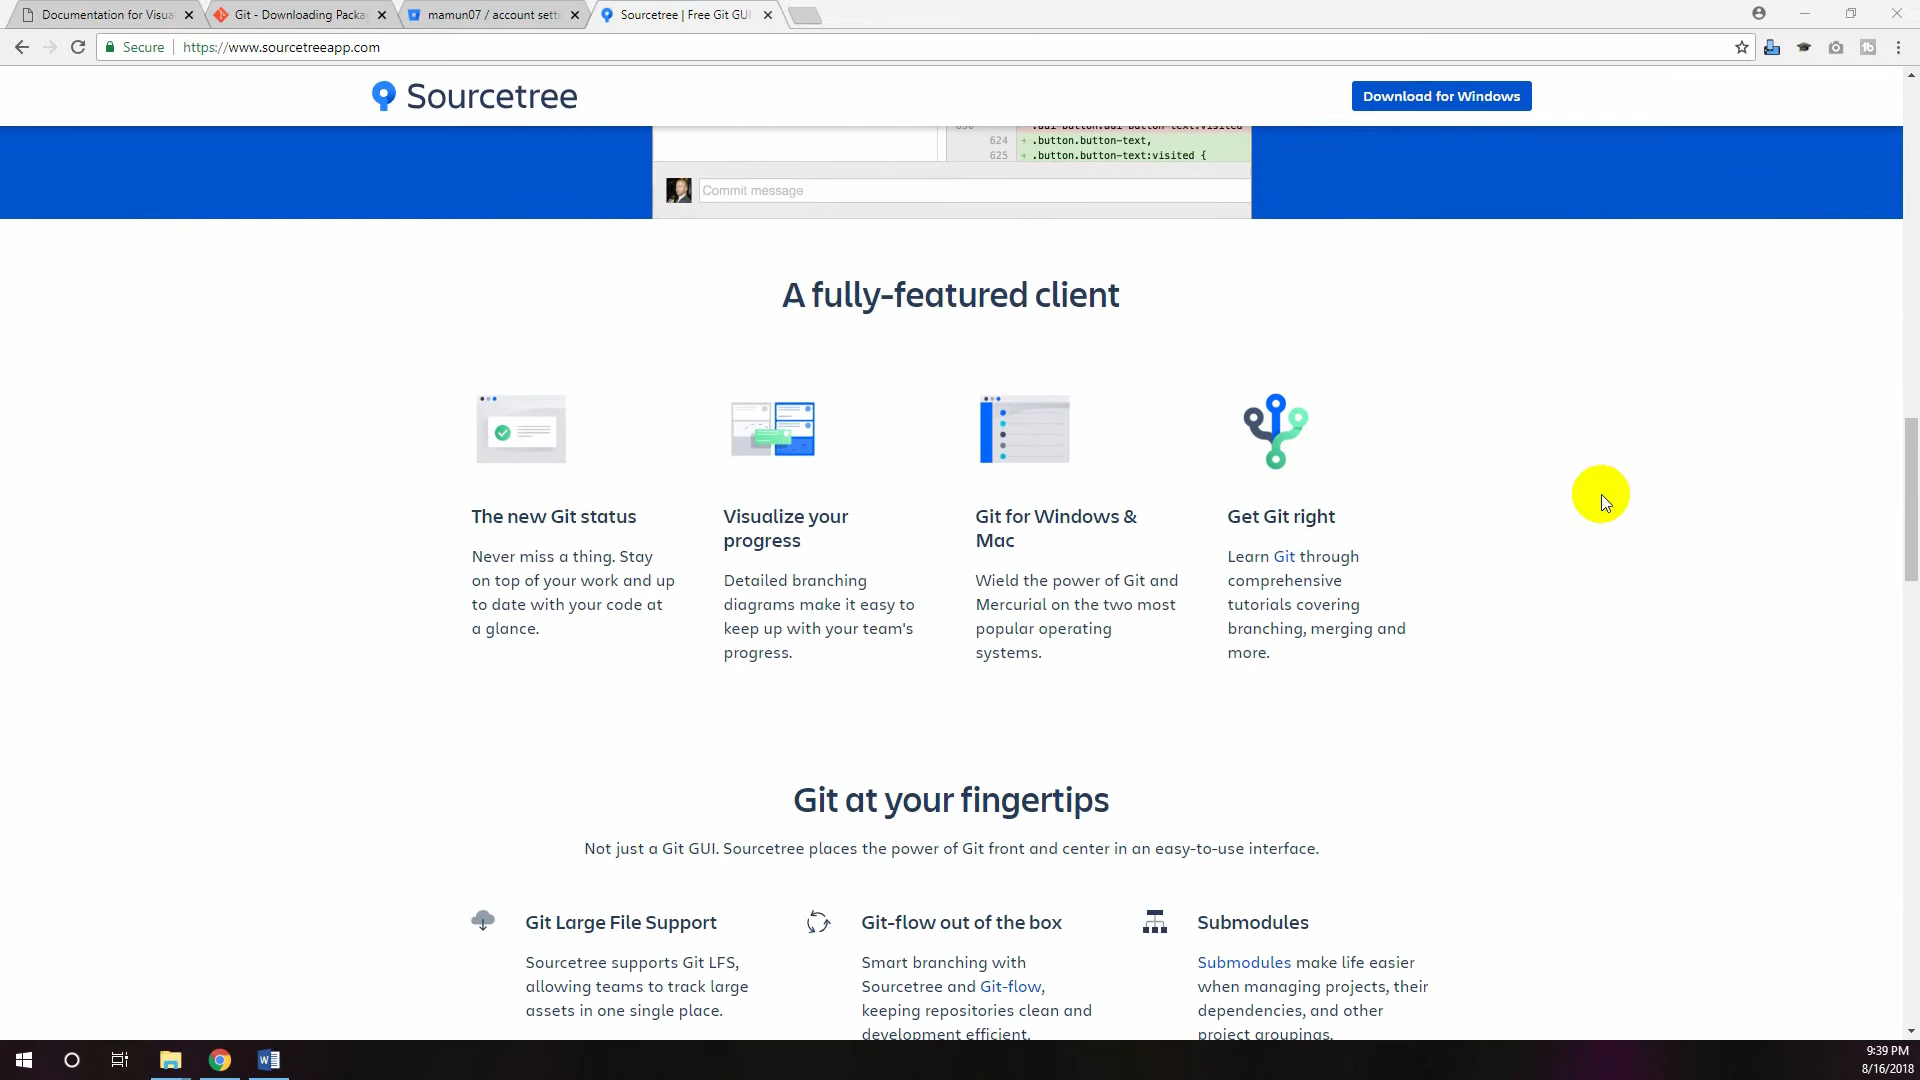 Documentation for Visua
Git - Downloading Packa
mamun07 / account sett
Sourcetree | Free Git GUI
Secure
https://www.sourcetreeapp.com
Sourcetree
Download for Windows
624 + .button.button-text,
625 + .button.button-text:visited {
Commit message
A fully-featured client
The new Git status
Never miss a thing. Stay
on top of your work and up
to date with your code at
a glance.
Visualize your
progress
Detailed branching
diagrams make it easy to
keep up with your team's
progress.
Git for Windows &
Mac
Wield the power of Git and
Mercurial on the two most
popular operating
systems.
Get Git right
Learn Git through
comprehensive
tutorials covering
branching, merging and
more.
Git at your fingertips
Not just a Git GUI. Sourcetree places the power of Git front and center in an easy-to-use interface.
Git Large File Support
Sourcetree supports Git LFS,
allowing teams to track large
assets in one single place.
Git-flow out of the box
Smart branching with
Sourcetree and Git-flow,
keeping repositories clean and
development efficient.
Submodules
Submodules make life easier
when managing projects, their
dependencies, and other
project groupings.
9:39 PM
8/16/2018